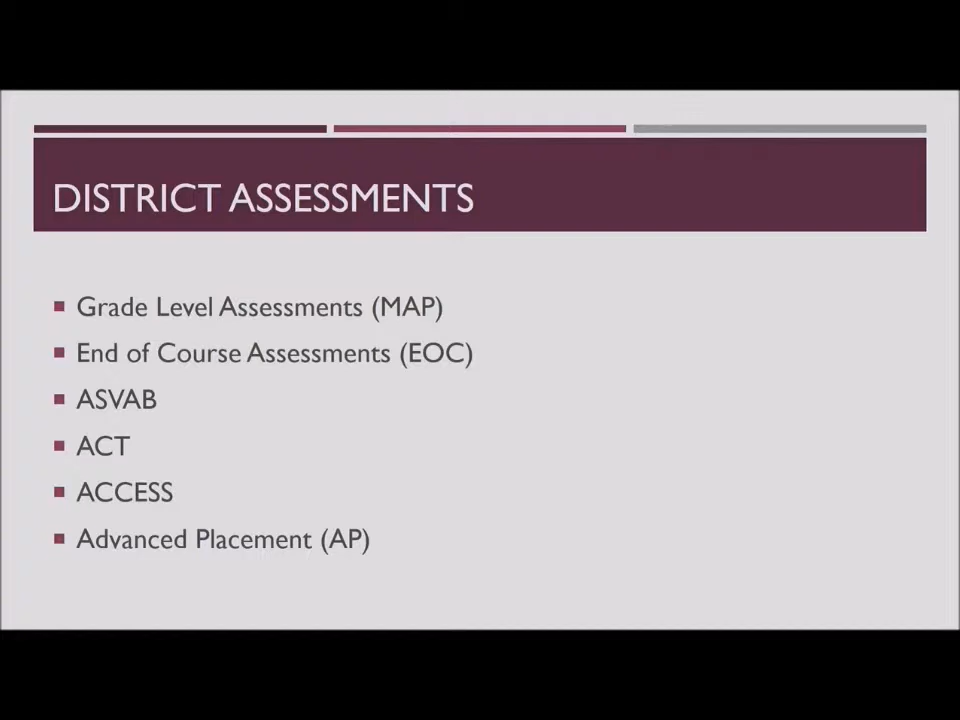 DISTRICT ASSESSMENTS
Grade Level Assessments (MAP)
End of Course Assessments (EOC)
ASVAB
ACT
ACCESS
Advanced Placement (AP)